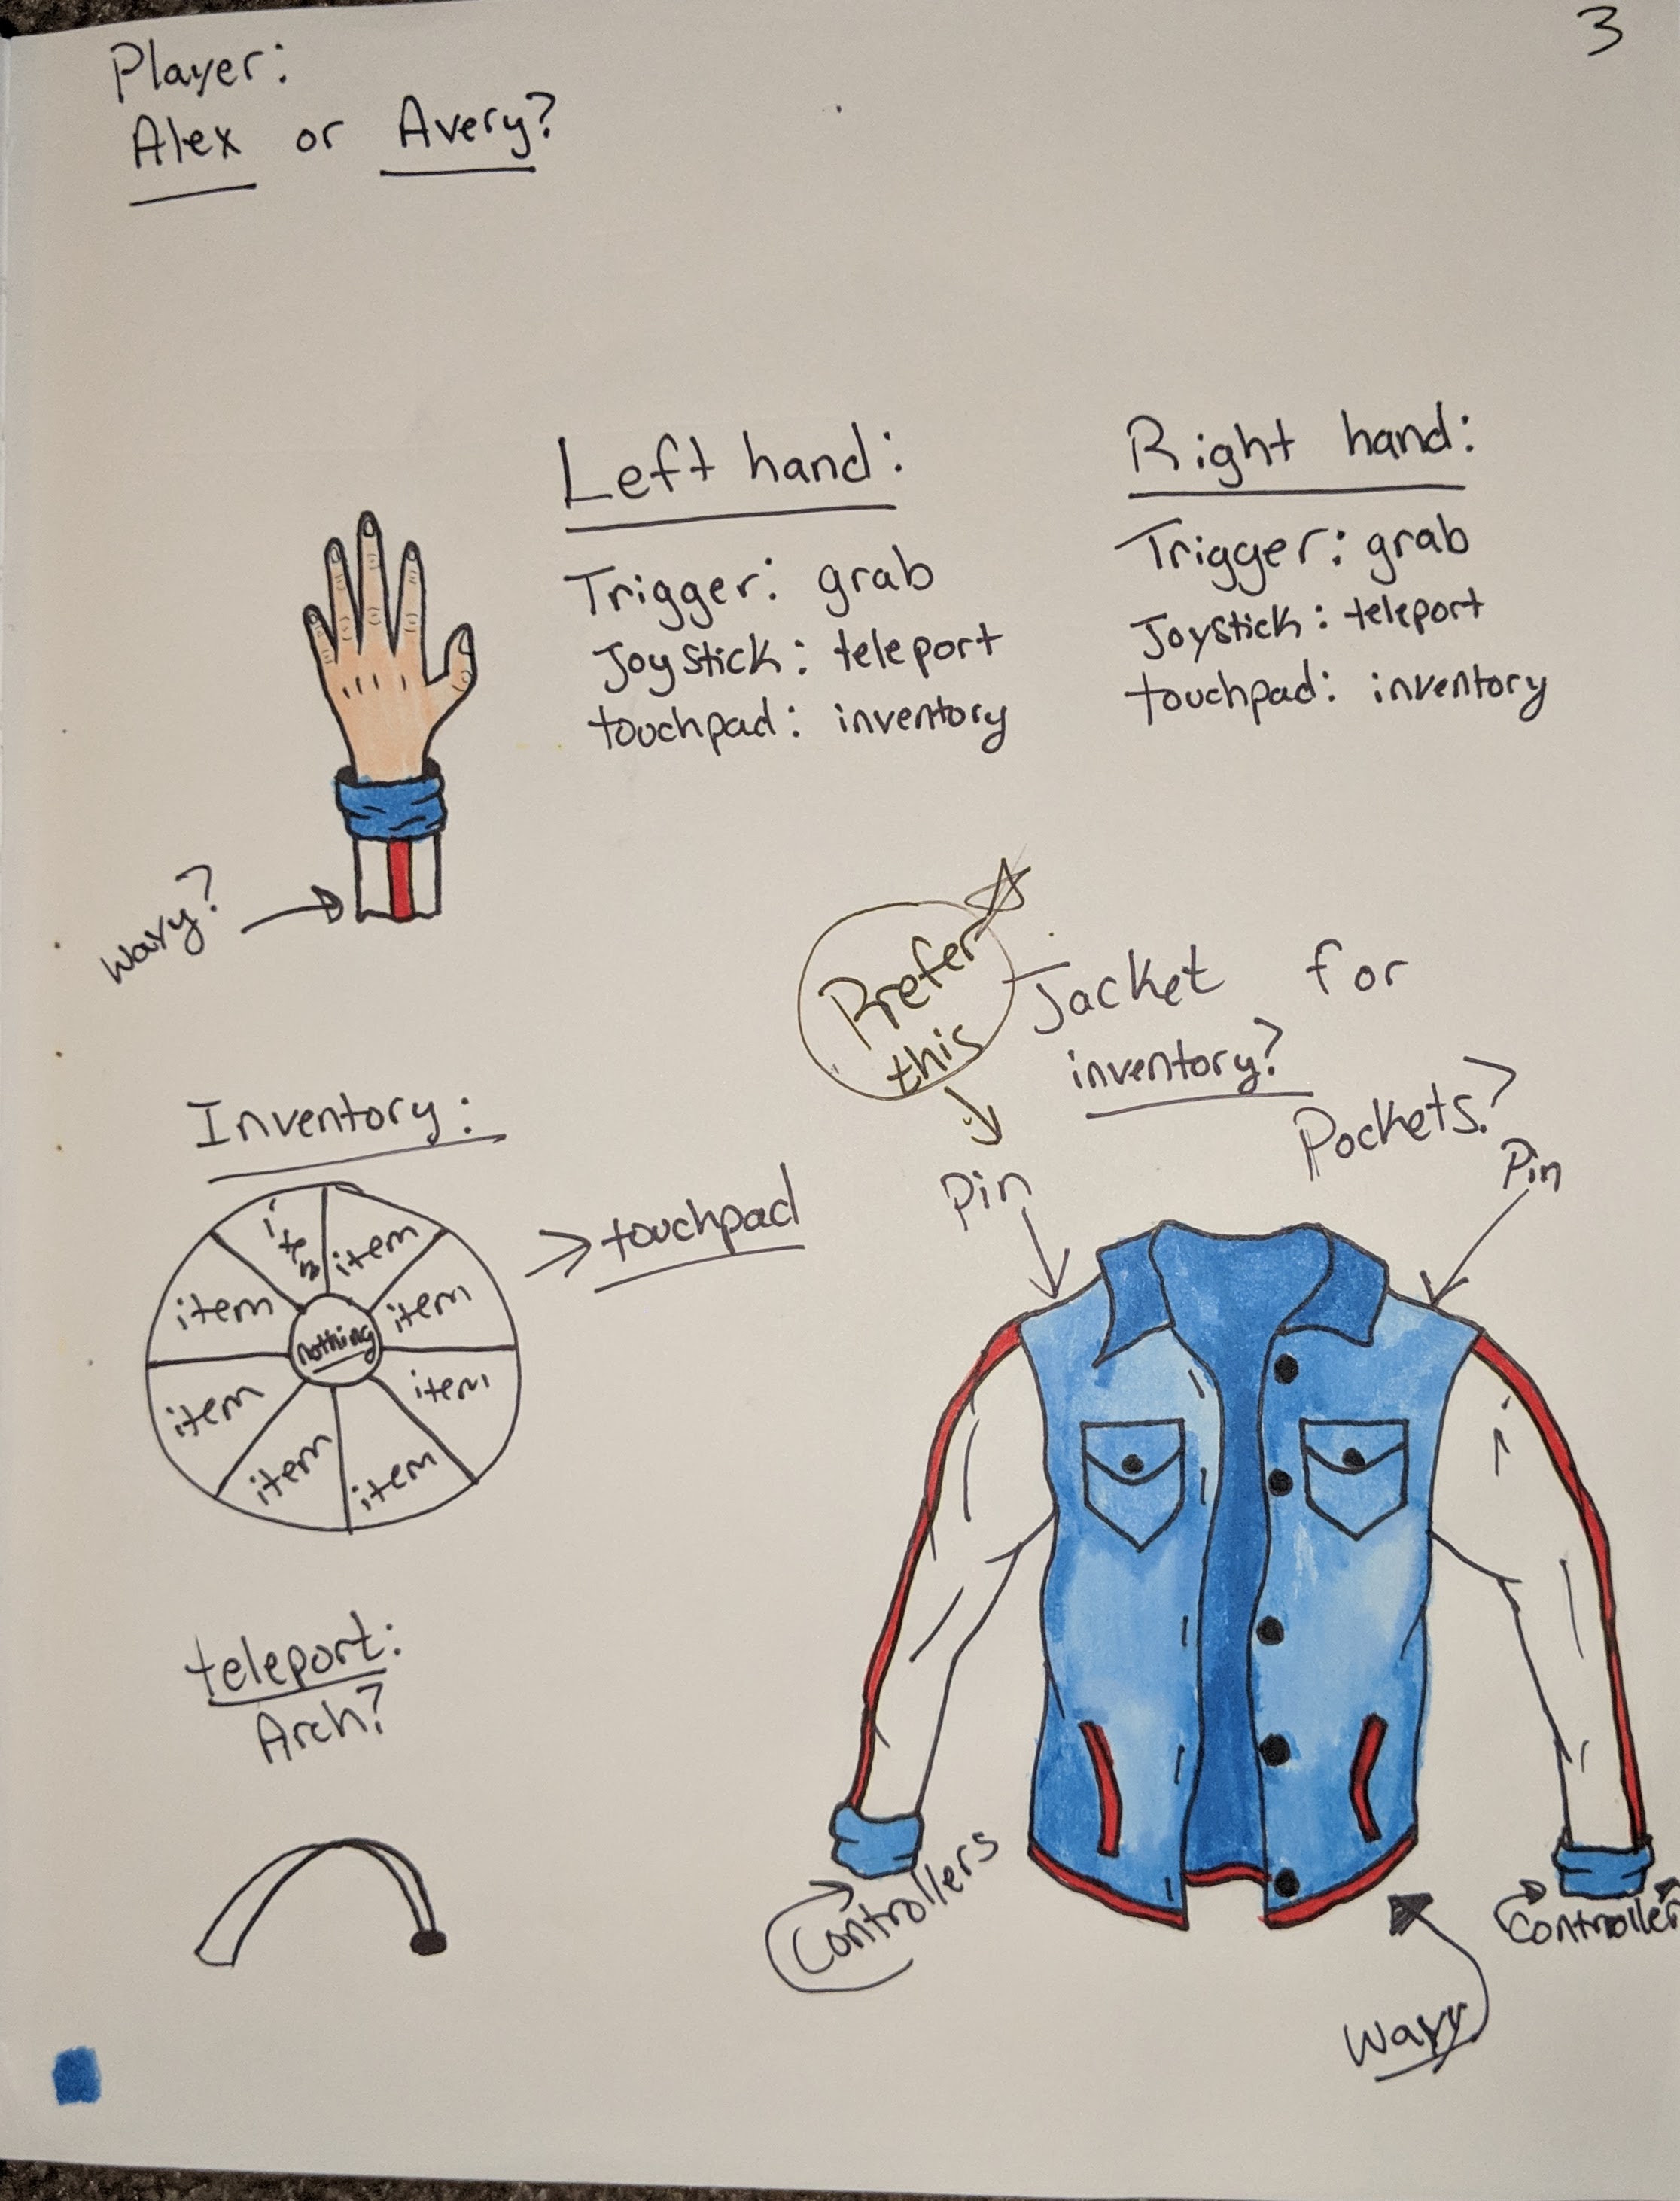 3
Player:
Alex or Avery?
Left hand:
Trigger: grab
Joystick: teleport
touchpad: inventory
Right hand:
Trigger: grab
Joystick: teleport
touchpad: inventory
wavy?
Prefer
this
Jacket for
inventory?
Pockets?
Pin
Pin
Inventory:
item
item
item
item
item
item
item
item
nothing
touchpad
teleport:
Arch?
Controllers
Controller
wavy